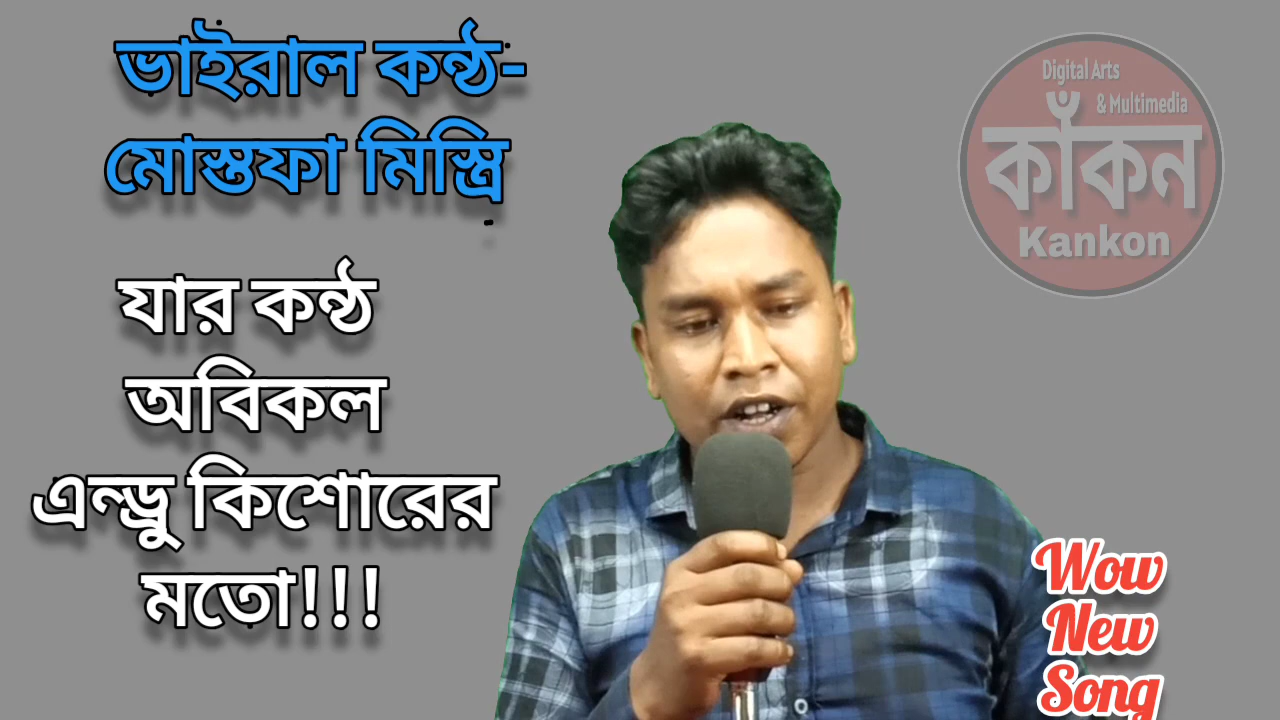 ভাইরাল কন্ঠ-
মোস্তফা মিস্ত্রি
যার কন্ঠ
অবিকল
এন্ড্রু কিশোরের
মতো!!!
Digital Arts
& Multimedia
কাঁকন
Kankon
Wow
New
Song